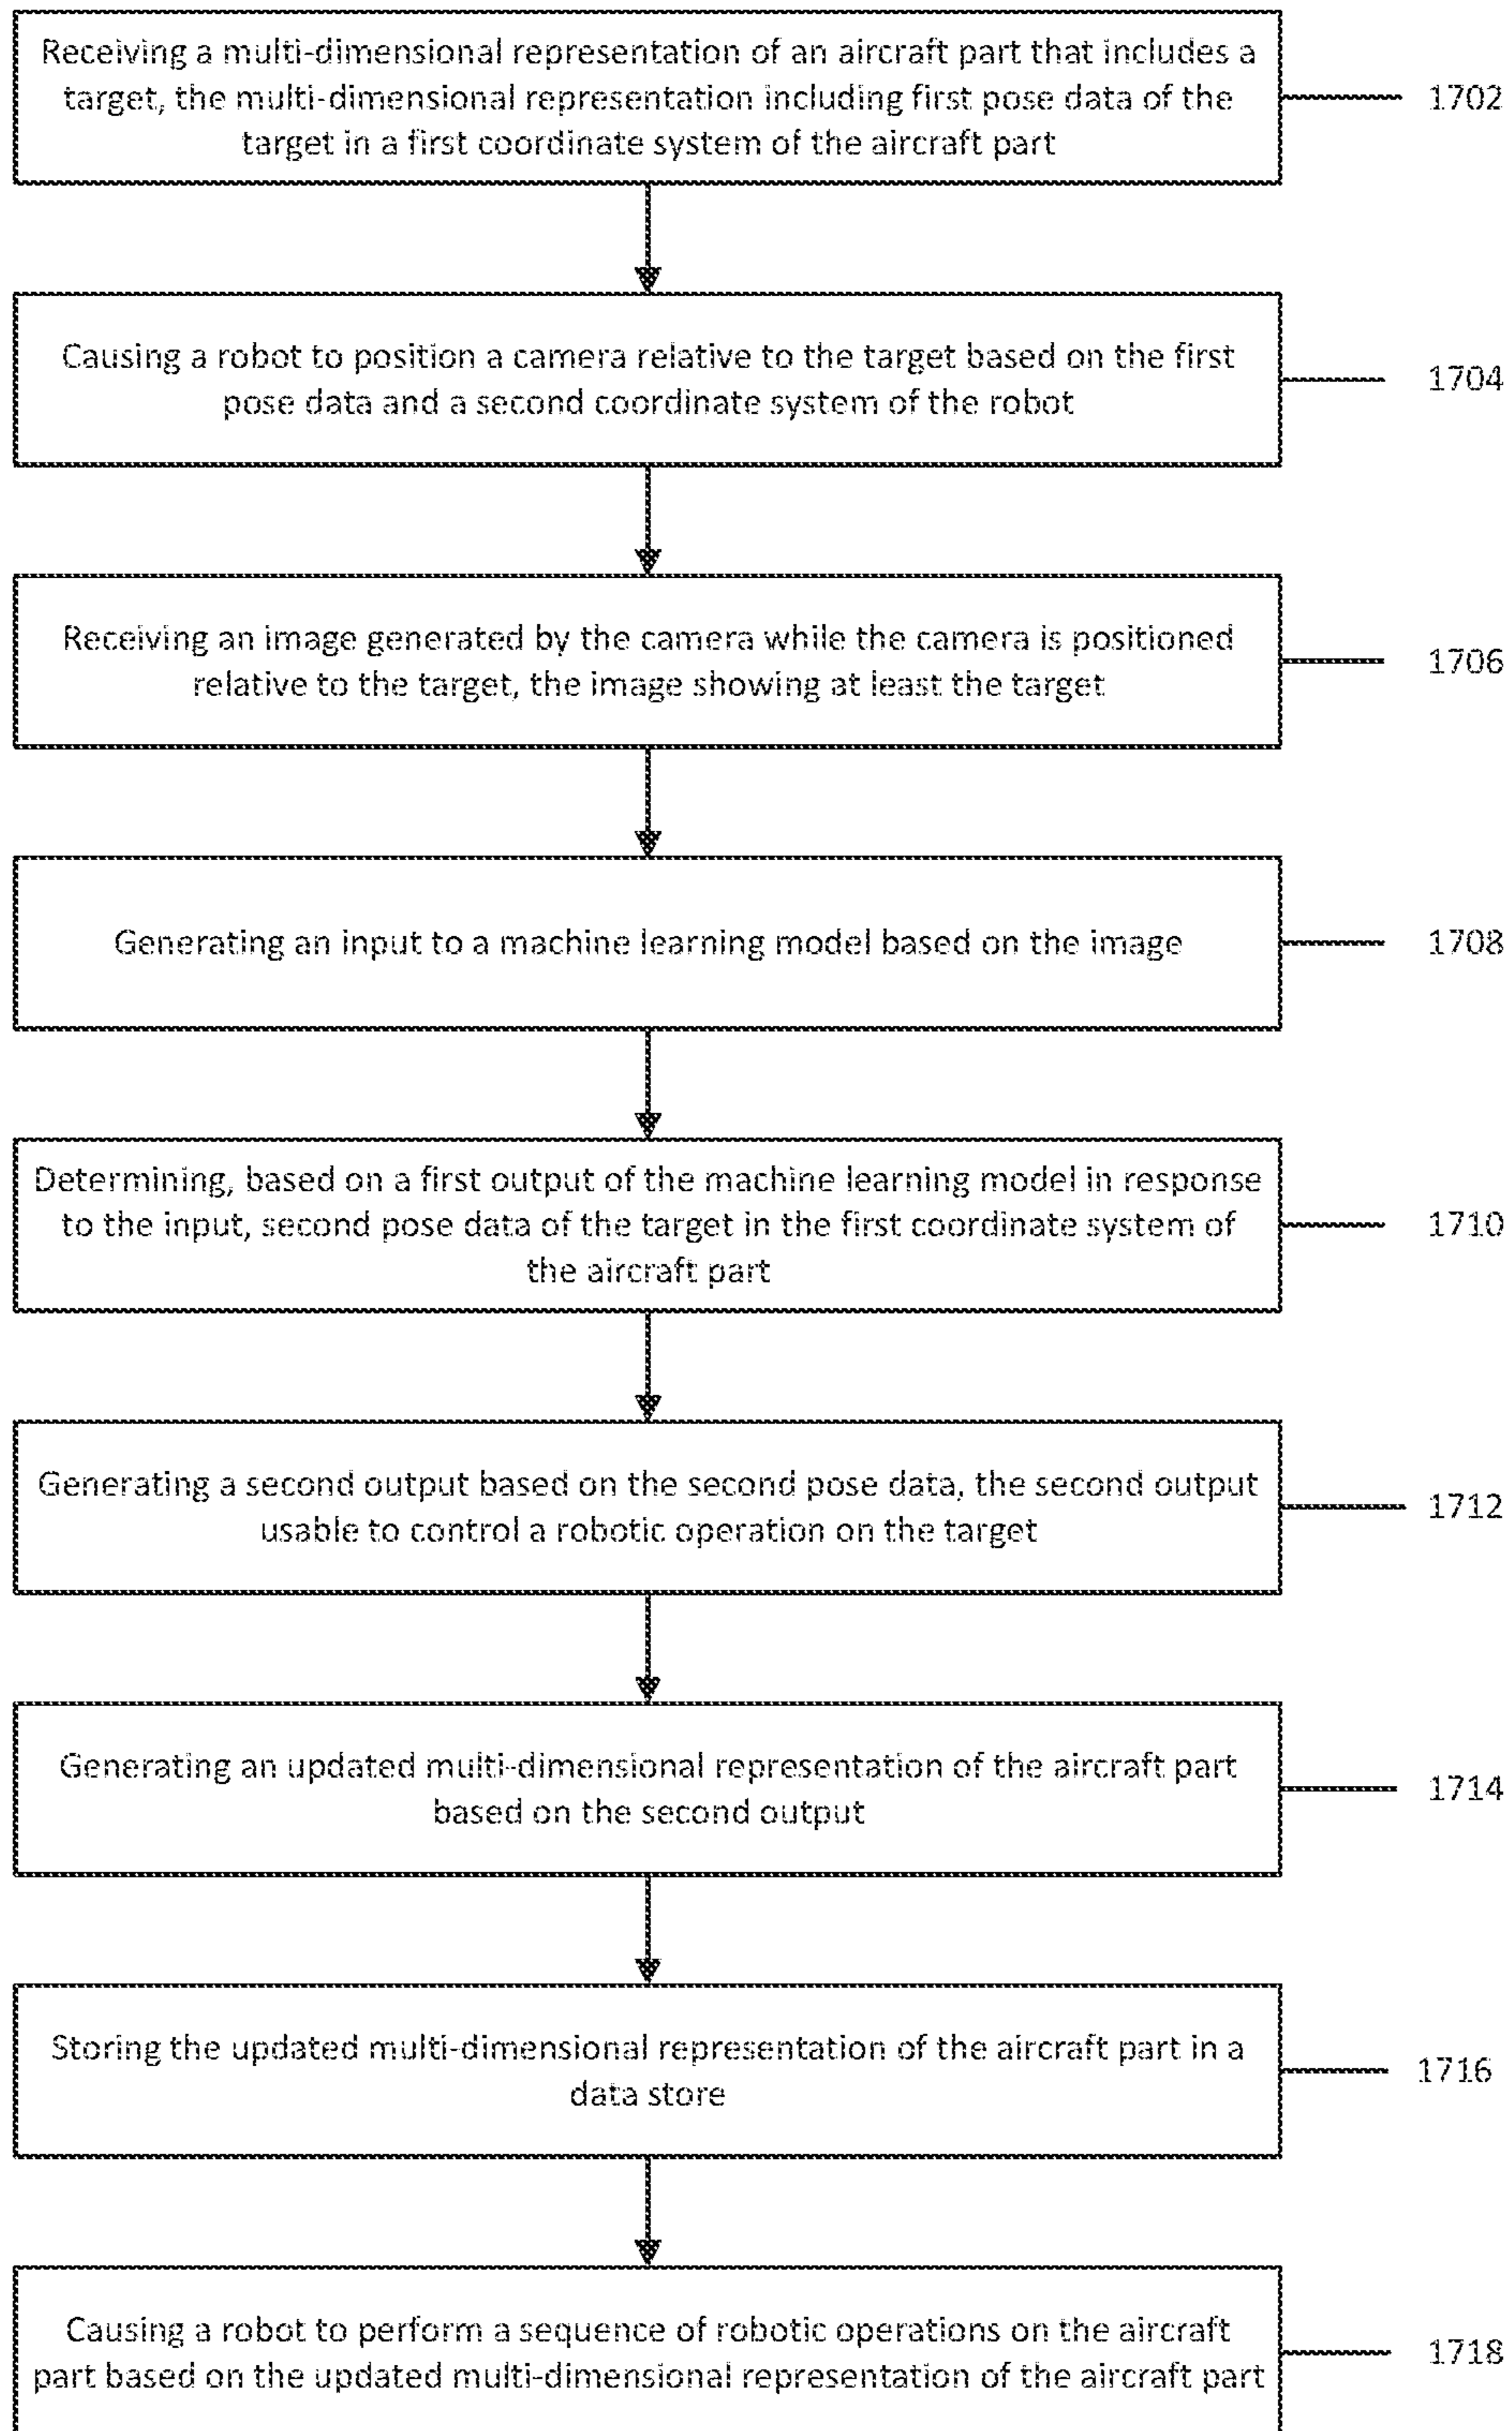 Receiving a multi-dimensional representation of an aircraft part that includes a
target, the multi-dimensional representation including first pose data of the
target in a first coordinate system of the aircraft part
1702
Causing a robot to position a camera relative to the target based on the first
pose data and a second coordinate system of the robot
1704
Receiving an image generated by the camera while the camera is positioned
relative to the target, the image showing at least the target
1706
Generating an input to a machine learning model based on the image
1708
Determining, based on a first output of the machine learning model in response
to the input, second pose data of the target in the first coordinate system of
the aircraft part
1710
Generating a second output based on the second pose data, the second output
usable to control a robotic operation on the target
1712
Generating an updated multi-dimensional representation of the aircraft part
based on the second output
1714
Storing the updated multi-dimensional representation of the aircraft part in a
data store
1716
Causing a robot to perform a sequence of robotic operations on the aircraft
part based on the updated multi-dimensional representation of the aircraft part
1718